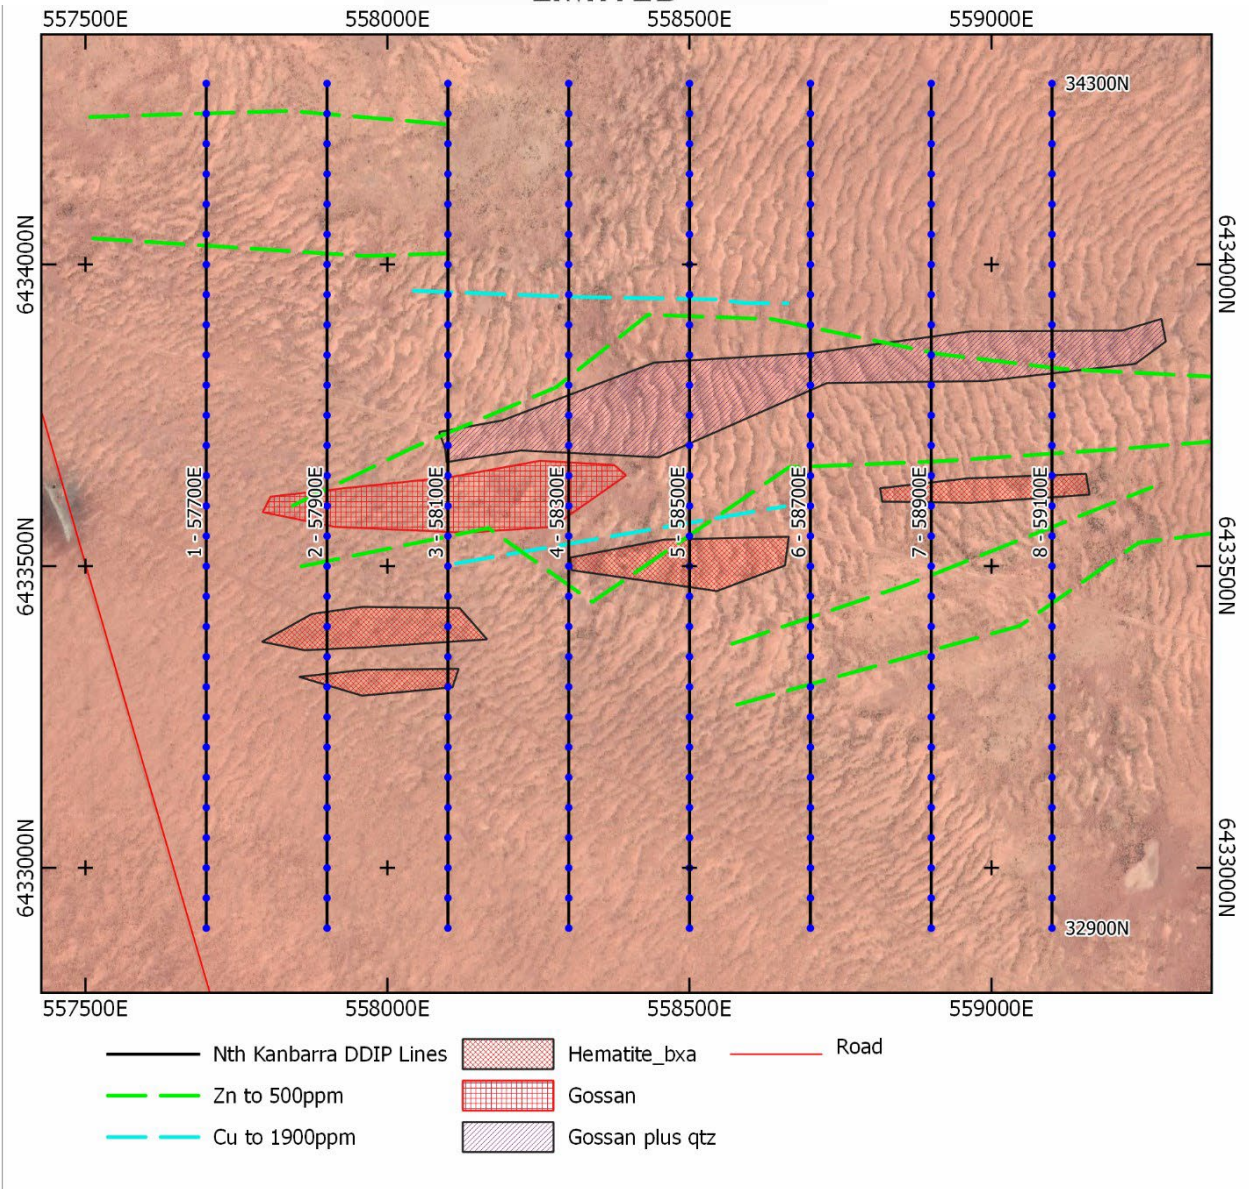 557500E 558000E 558500E 559000E
34300N
6434000N
6434000N
1 - 57700E
2 - 57900E
3 - 58100E
4 - 58300E
5 - 58500E
6 - 58700E
7 - 58900E
8 - 59100E
6433500N
6433500N
6433000N
6433000N
32900N
557500E 558000E 558500E 559000E
Nth Kanbarra DDIP Lines
Hematite_bxa
Road
Zn to 500ppm
Gossan
Cu to 1900ppm
Gossan plus qtz